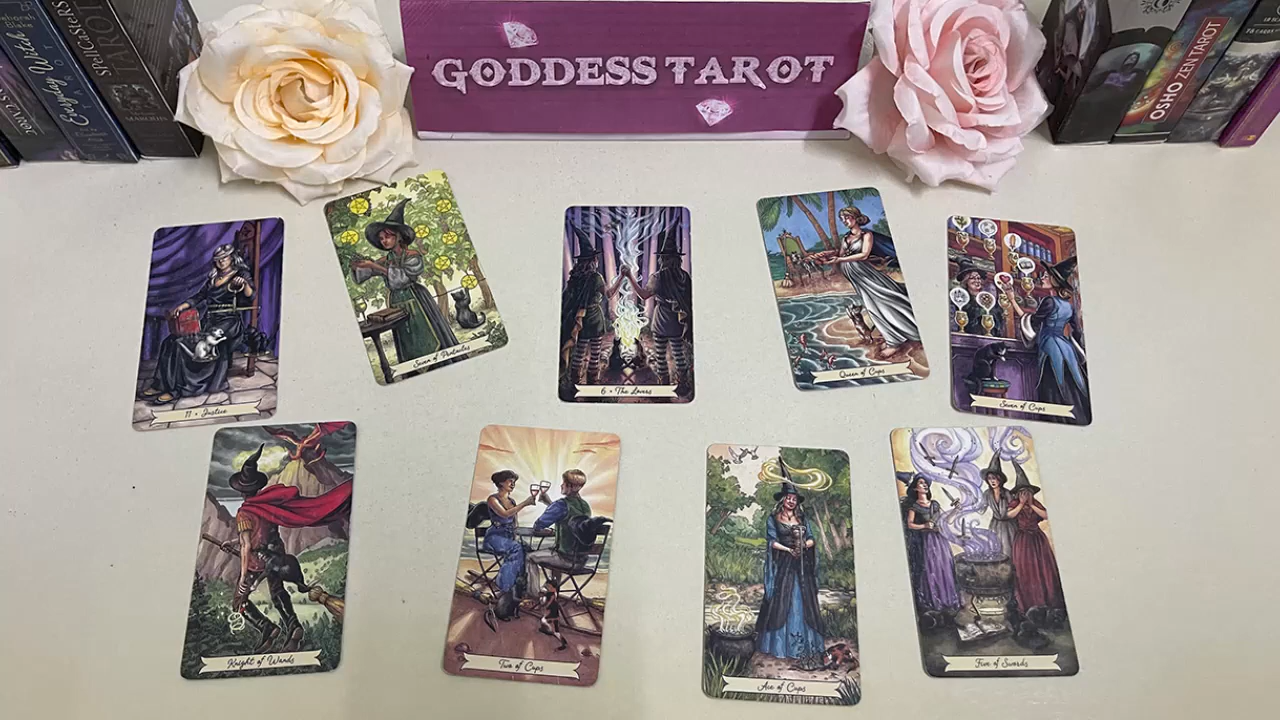 Everyday Witch
TAROT
SpellCasters
TAROT
GODDESS TAROT
OSHO ZEN TAROT
11 • Justice
Seven of Pentacles
6 • The Lovers
Queen of Cups
Seven of Cups
Knight of Wands
Two of Cups
Ace of Cups
Five of Swords